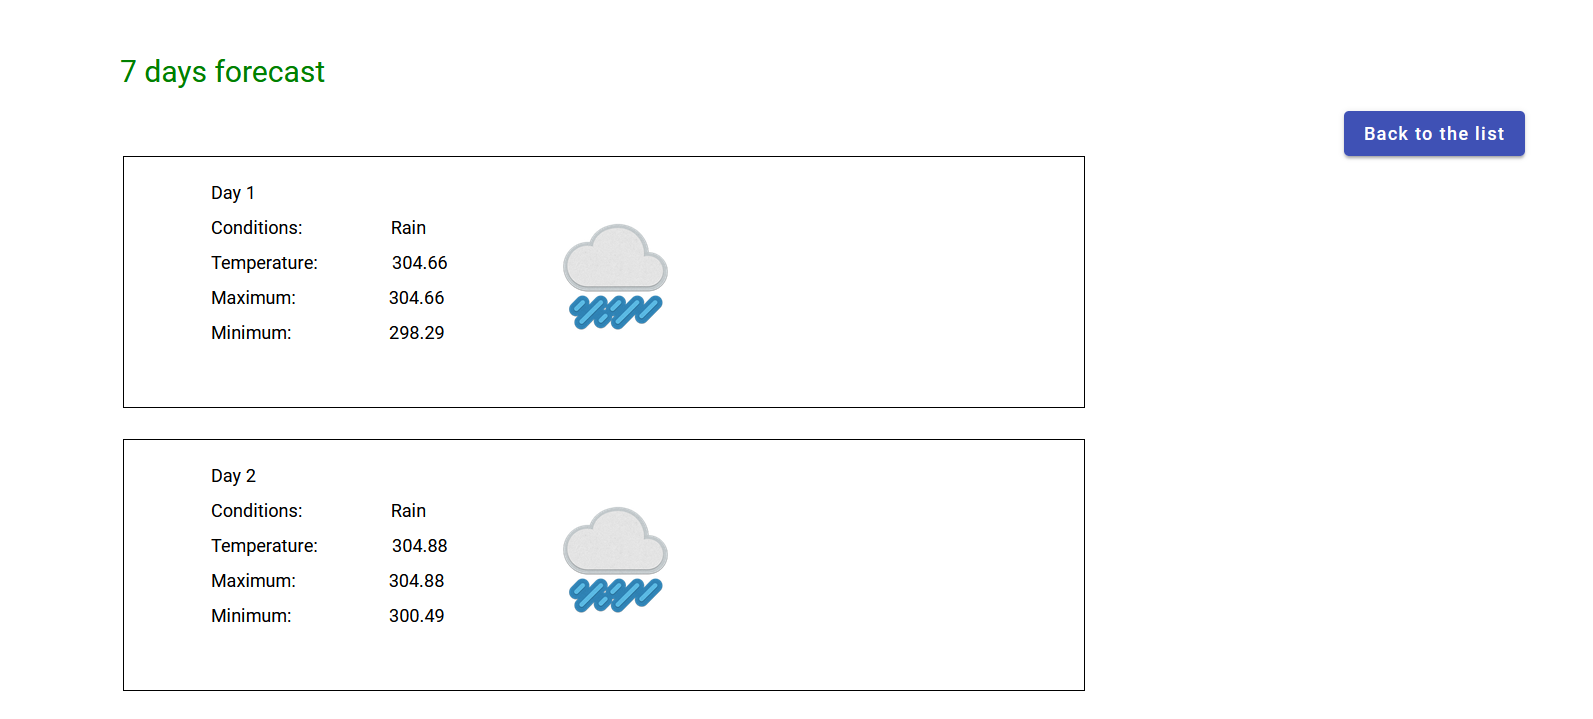 7 days forecast
Back to the list
Day 1
Conditions: Rain
Temperature: 304.66
Maximum: 304.66
Minimum: 298.29
Day 2
Conditions: Rain
Temperature: 304.88
Maximum: 304.88
Minimum: 300.49